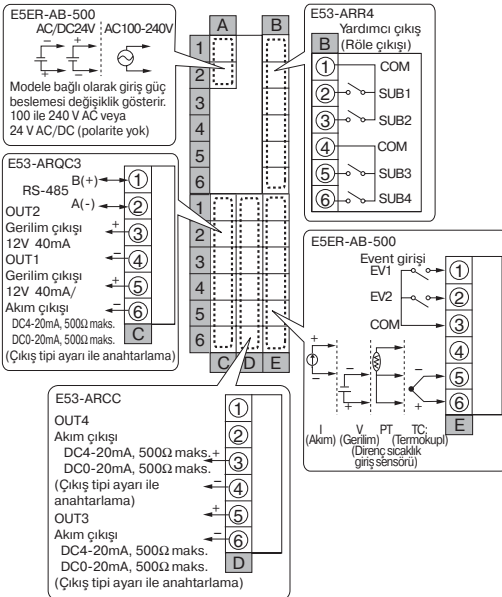 E5ER-AB-500
AC/DC24V AC100-240V
+ + - -
- - + +
Modele bağlı olarak giriş güç
beslemesi değişiklik gösterir.
100 ile 240 V AC veya
24 V AC/DC (polarite yok)
A B
1
2
3
4
5
6
1
2
3
4
5
6
C D E
E53-ARR4
Yardımcı çıkış
(Röle çıkışı)
B
1 COM
2 SUB1
3 SUB2
4 COM
5 SUB3
6 SUB4
E53-ARQC3
RS-485
B(+) 1
A(-) 2
OUT2
Gerilim çıkışı
12V 40mA
+ 3
- 4
OUT1
Gerilim çıkışı
12V 40mA/
Akım çıkışı
DC4-20mA, 500Ω maks.
DC0-20mA, 500Ω maks.
+ 5
- 6
C
(Çıkış tipi ayarı ile anahtarlama)
E53-ARCC
1
2
OUT4
Akım çıkışı
DC4-20mA, 500Ω maks.
DC0-20mA, 500Ω maks.
(Çıkış tipi ayarı ile
anahtarlama)
+ 3
- 4
OUT3
Akım çıkışı
DC4-20mA, 500Ω maks.
DC0-20mA, 500Ω maks.
+ 5
- 6
D
(Çıkış tipi ayarı ile anahtarlama)
E5ER-AB-500
Event girişi
EV1 1
EV2 2
COM 3
4
5
6
E
+ + -
- - +
I V PT TC:
(Akım) (Gerilim) (Termokupl)
(Direnç sıcaklık
giriş sensörü)